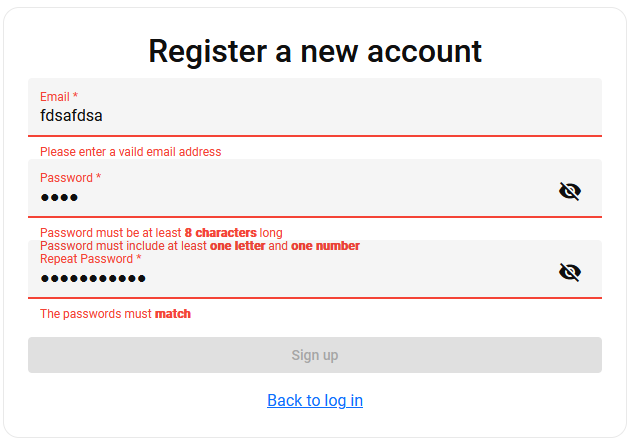 Register a new account
Email *
fdsafdsa
Please enter a vaild email address
Password *
••••
Password must be at least 8 characters long
Password must include at least one letter and one number
Repeat Password *
•••••••••••
The passwords must match
Sign up
Back to log in